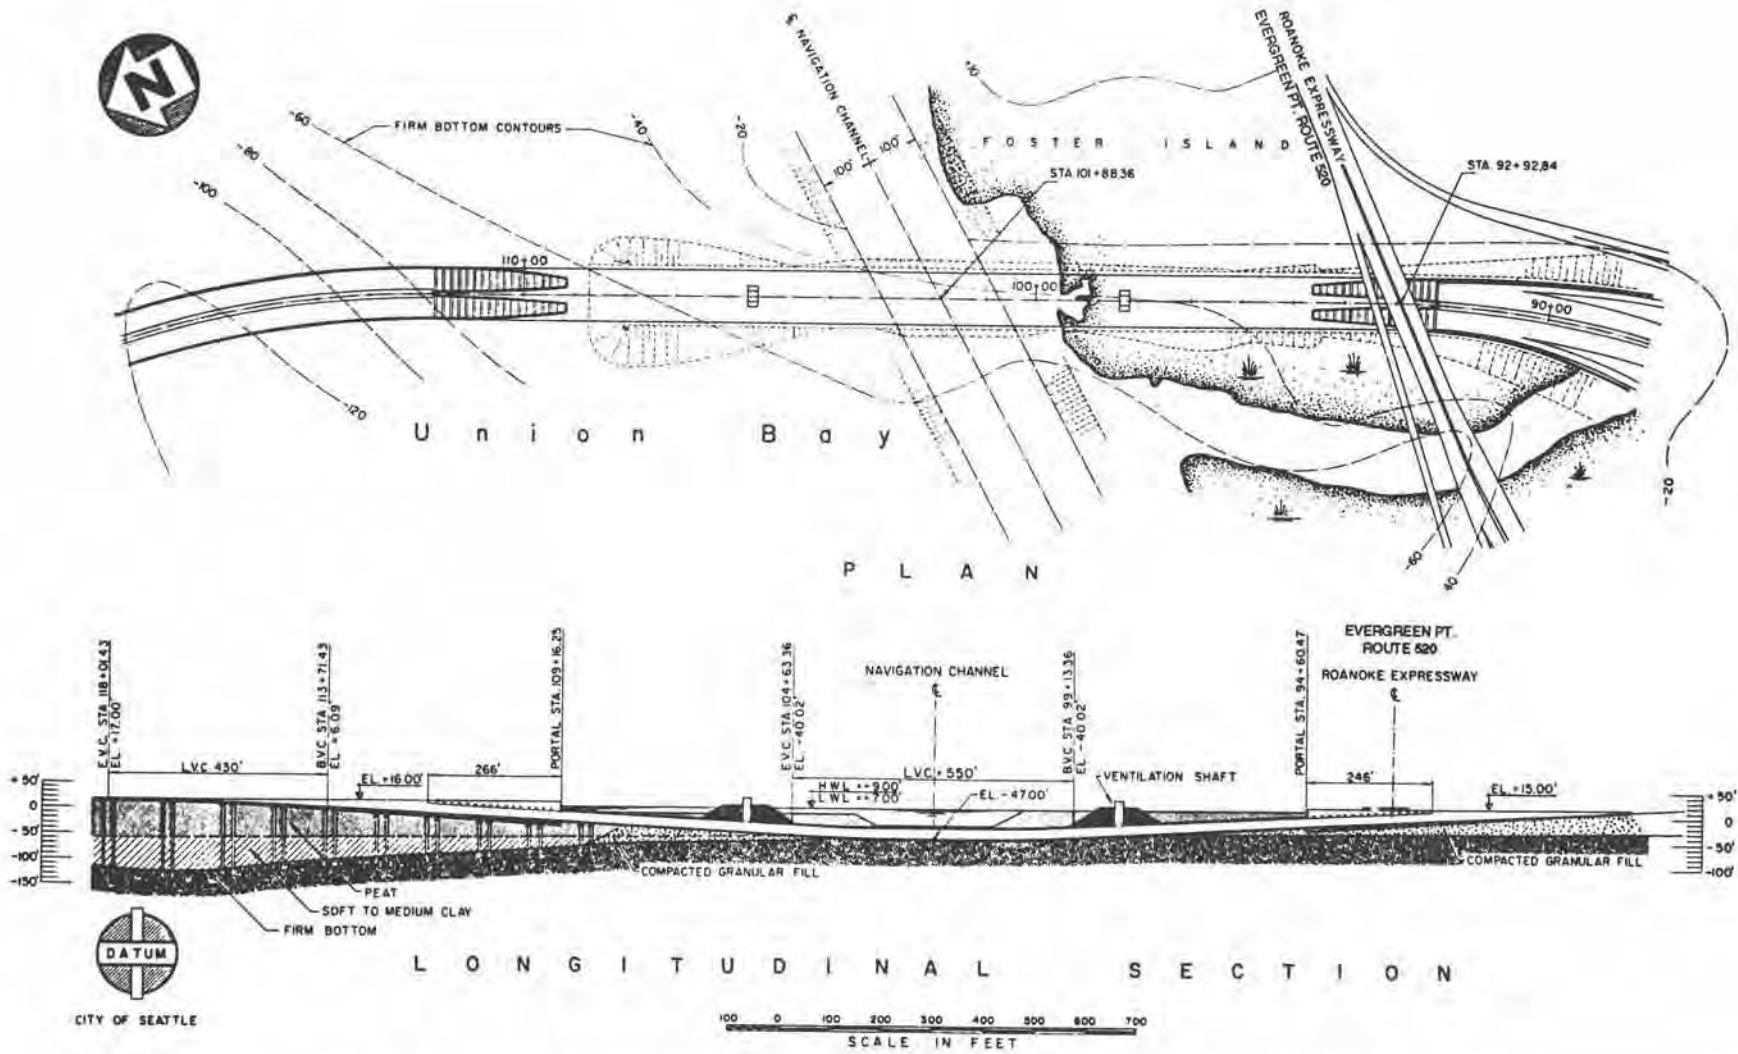 N
FIRM BOTTOM CONTOURS
-60
-80
-100
-120
-40
-20
℄ NAVIGATION CHANNEL
100'
100'
+10
FOSTER ISLAND
STA 101+88.36
ROANOKE EXPRESSWAY
EVERGREEN PT. ROUTE 520
STA. 92+92.84
110+00
100+00
90+00
Union Bay
-20
-60
40
PLAN
E.V.C. STA. 118+01.43
EL. +17.00'
B.V.C. STA. 113+71.43
EL. +6.09'
PORTAL STA. 109+16.25
E.V.C. STA. 104+63.36
EL. -40.02'
NAVIGATION CHANNEL
℄
B.V.C. STA. 99+13.36
EL. -40.02'
PORTAL STA. 94+60.47
EVERGREEN PT.
ROUTE 520
ROANOKE EXPRESSWAY
℄
L.V.C. 430'
EL. +16.00'
266'
L.V.C. = 550'
H.W.L. = -9.00'
L.W.L. = -7.00'
EL. -47.00'
VENTILATION SHAFT
246'
EL. +15.00'
+50'
0
-50'
-100'
-150'
+50'
0
-50'
-100'
COMPACTED GRANULAR FILL
COMPACTED GRANULAR FILL
PEAT
SOFT TO MEDIUM CLAY
FIRM BOTTOM
DATUM
CITY OF SEATTLE
LONGITUDINAL SECTION
100 0 100 200 300 400 500 600 700
SCALE IN FEET